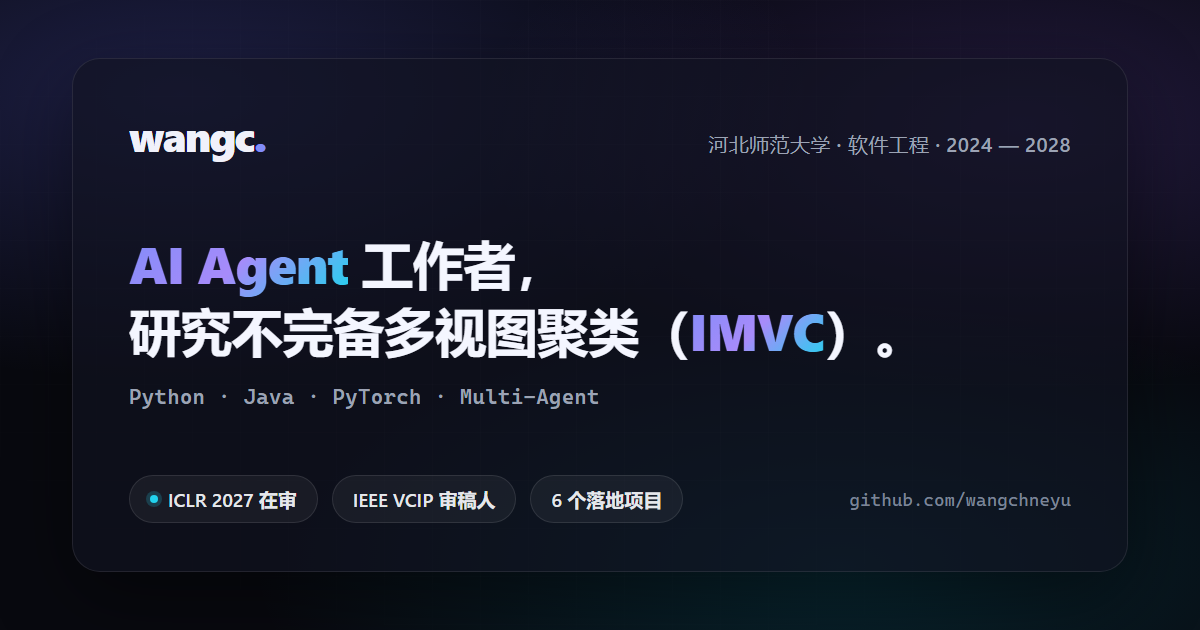 wangc.
河北师范大学 · 软件工程 · 2024 — 2028
AI Agent 工作者，
研究不完备多视图聚类（IMVC）。
Python · Java · PyTorch · Multi-Agent
ICLR 2027 在审
IEEE VCIP 审稿人
6 个落地项目
github.com/wangchneyu